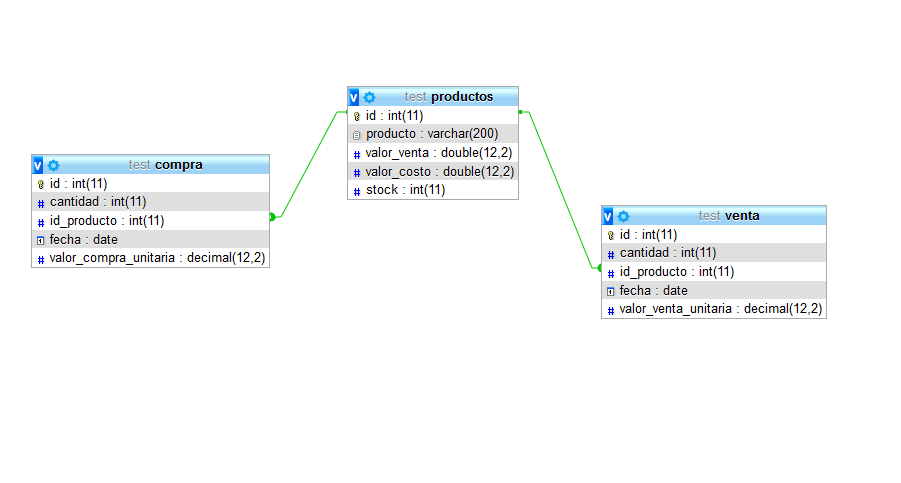 test productos
id : int(11)
producto : varchar(200)
valor_venta : double(12,2)
valor_costo : double(12,2)
stock : int(11)
test compra
id : int(11)
cantidad : int(11)
id_producto : int(11)
fecha : date
valor_compra_unitaria : decimal(12,2)
test venta
id : int(11)
cantidad : int(11)
id_producto : int(11)
fecha : date
valor_venta_unitaria : decimal(12,2)